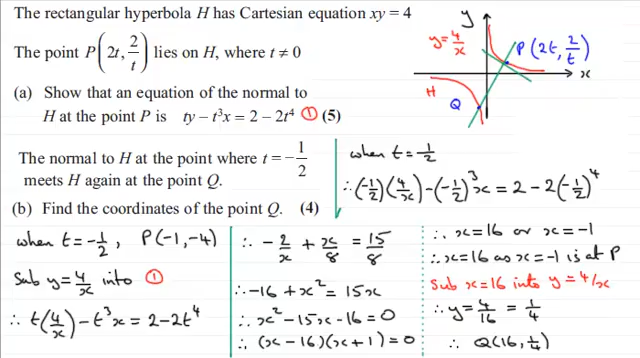 The rectangular hyperbola H has Cartesian equation xy = 4
The point P(2t, 2/t) lies on H, where t ≠ 0
(a) Show that an equation of the normal to
H at the point P is ty – t³x = 2 – 2t⁴ ① (5)
The normal to H at the point where t = –1/2
meets H again at the point Q.
(b) Find the coordinates of the point Q. (4)
y
y = 4/x
P(2t, 2/t)
x
H
Q
when t = -1/2, P(-1, -4)
Sub y = 4/x into ①
∴ t(4/x) - t³x = 2 - 2t⁴
when t = 1/2
∴ (-1/2)(4/x) - (-1/2)³x = 2 - 2(-1/2)⁴
∴ -2/x + x/8 = 15/8
∴ -16 + x² = 15x
∴ x² - 15x - 16 = 0
∴ (x - 16)(x + 1) = 0
∴ x = 16 or x = -1
∴ x = 16 as x = -1 is at P
Sub x = 16 into y = 4/x
∴ y = 4/16 = 1/4
∴ Q(16, 1/4)